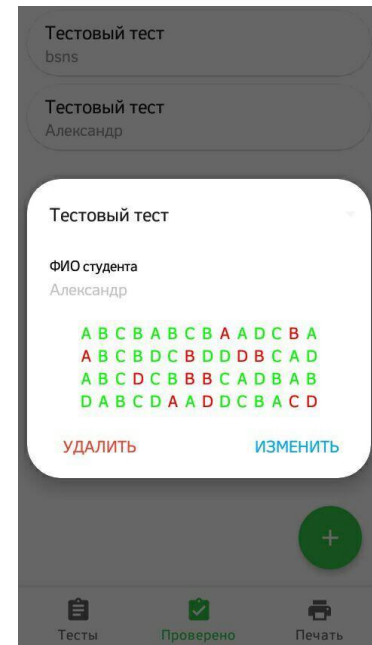 Тестовый тест
bsns
Тестовый тест
Александр
Тестовый тест
ФИО студента
Александр
A B C B A B C B A A D C B A
A B C B D C B D D D B C A D
A B C D C B B B C A D B A B
D A B C D A A D D C B A C D
УДАЛИТЬ ИЗМЕНИТЬ
+
Тесты Проверено Печать